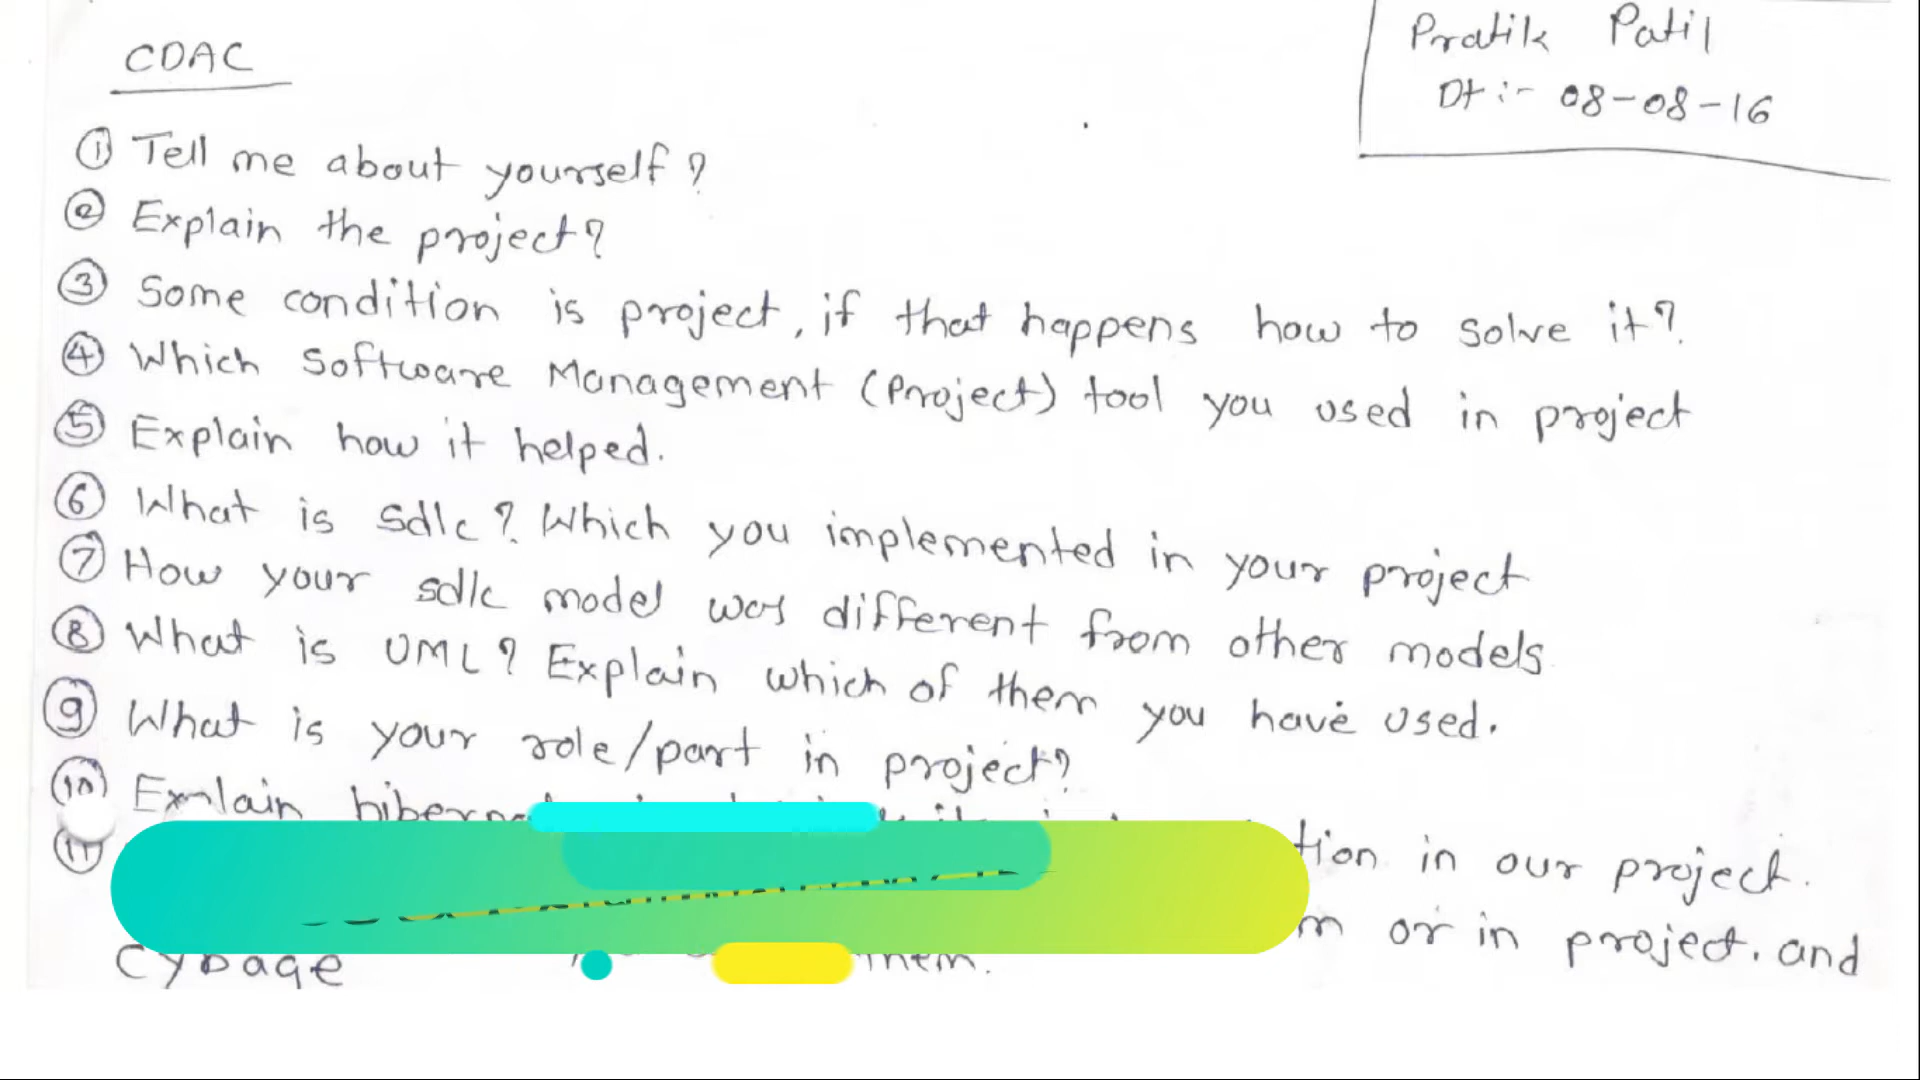 CDAC
Pratik Patil
Dt :- 08-08-16
① Tell me about yourself?
② Explain the project?
③ Some condition is project, if that happens how to solve it?
④ Which Software Management (Project) tool you used in project
⑤ Explain how it helped.
⑥ What is sdlc? Which you implemented in your project
⑦ How your sdlc model was different from other models
⑧ What is UML? Explain which of them you have used.
⑨ What is your role/part in project?
⑩ Explain
tion in our project.
⑪
m or in project. and
Cybage them.